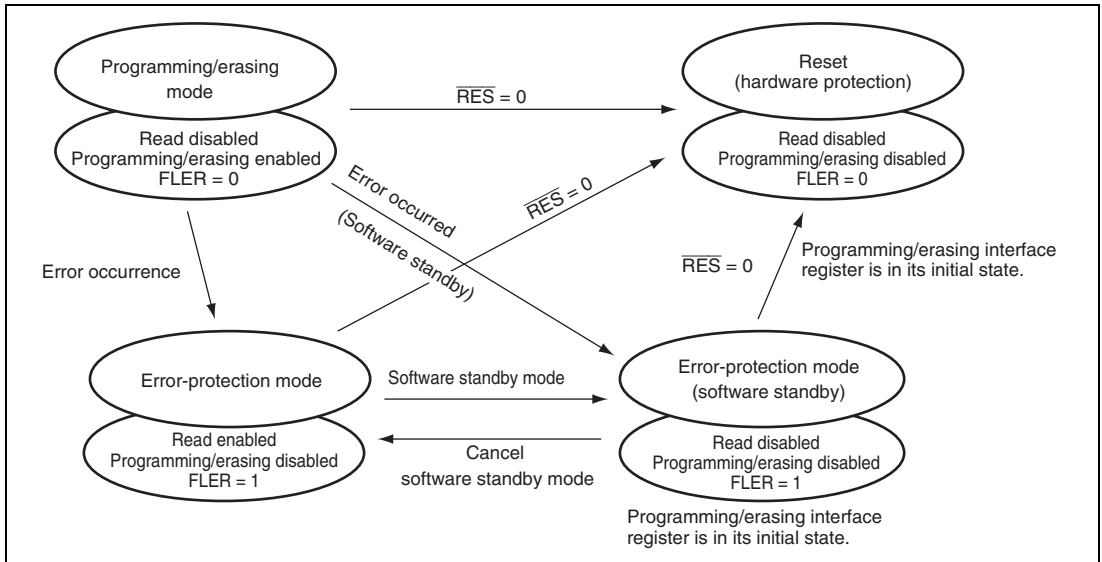 Programming/erasing
mode
Read disabled
Programming/erasing enabled
FLER = 0
R̅E̅S̅ = 0
Reset
(hardware protection)
Read disabled
Programming/erasing disabled
FLER = 0
Error occurred
(Software standby)
R̅E̅S̅ = 0
Error occurrence
R̅E̅S̅ = 0
Programming/erasing interface
register is in its initial state.
Error-protection mode
Read enabled
Programming/erasing disabled
FLER = 1
Software standby mode
Cancel
software standby mode
Error-protection mode
(software standby)
Read disabled
Programming/erasing disabled
FLER = 1
Programming/erasing interface
register is in its initial state.